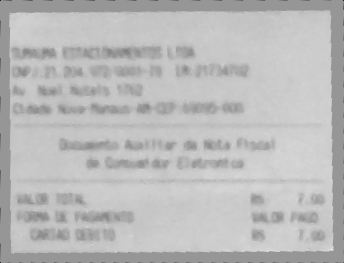 SUMAUMA ESTACIONAMENTOS LTDA
CNPJ:21.204.972/0001-70 IM:21734702
Av. Noel Nutels 1762
Cidade Nova-Manaus-AM-CEP:69095-000
Documento Auxiliar da Nota Fiscal
de Consumidor Eletronica
VALOR TOTAL R$ 7,00
FORMA DE PAGAMENTO VALOR PAGO
CARTAO DEBITO R$ 7,00